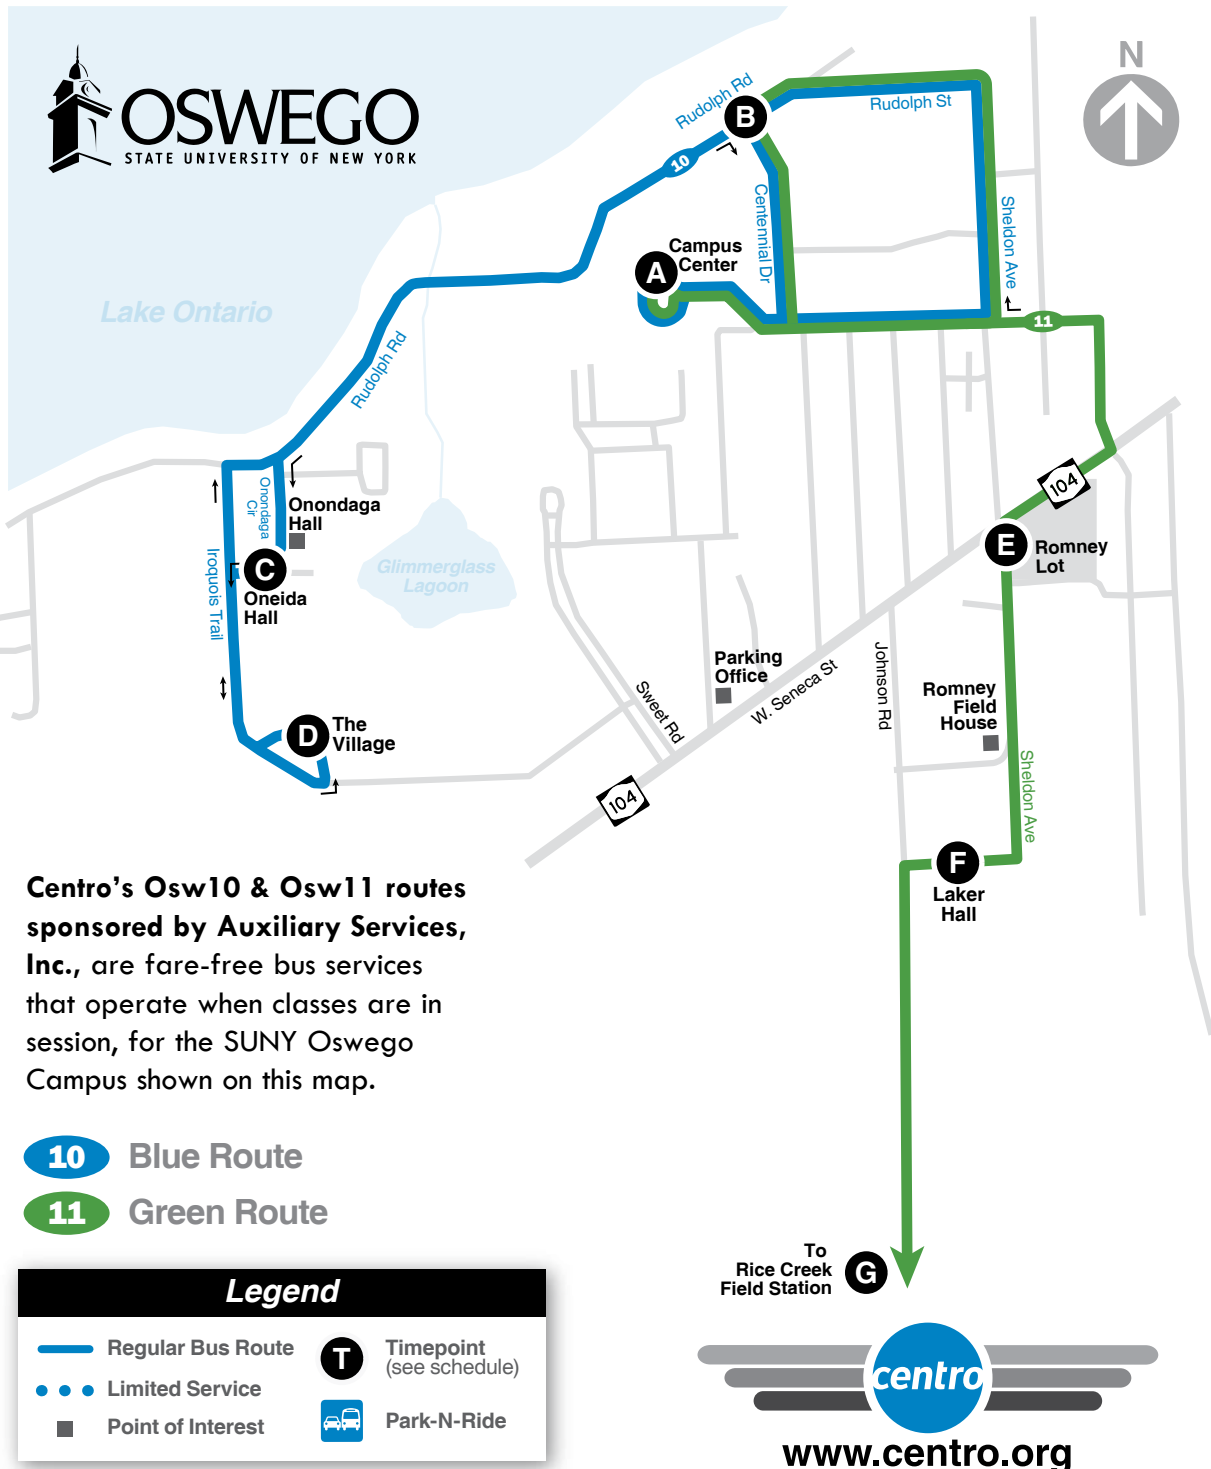 N
OSWEGO
STATE UNIVERSITY OF NEW YORK
Rudolph Rd
B
Rudolph St
10
Centennial Dr
Sheldon Ave
Campus
Center
A
11
Lake Ontario
Rudolph Rd
104
Onondaga
Cir
Onondaga
Hall
E
Romney
Lot
Iroquois Trail
C
Oneida
Hall
Glimmerglass
Lagoon
Parking
Office
Sweet Rd
W. Seneca St
Johnson Rd
Romney
Field
House
D
The
Village
Sheldon Ave
104
F
Laker
Hall
Centro's Osw10 & Osw11 routes
sponsored by Auxiliary Services,
Inc., are fare-free bus services
that operate when classes are in
session, for the SUNY Oswego
Campus shown on this map.
10 Blue Route
11 Green Route
To
Rice Creek
Field Station
G
Legend
Regular Bus Route
Limited Service
Point of Interest
T
Timepoint
(see schedule)
Park-N-Ride
centro
www.centro.org